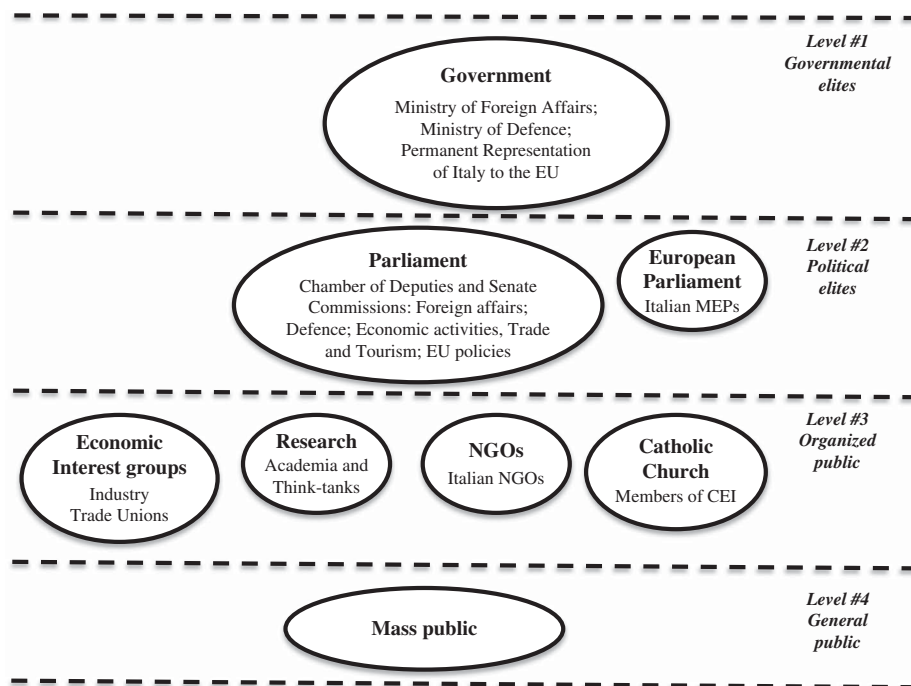 Level #1
Governmental
elites
Government
Ministry of Foreign Affairs;
Ministry of Defence;
Permanent Representation
of Italy to the EU
Level #2
Political
elites
Parliament
Chamber of Deputies and Senate
Commissions: Foreign affairs;
Defence; Economic activities, Trade
and Tourism; EU policies
European
Parliament
Italian MEPs
Level #3
Organized
public
Economic
Interest groups
Industry
Trade Unions
Research
Academia and
Think-tanks
NGOs
Italian NGOs
Catholic
Church
Members of CEI
Level #4
General
public
Mass public